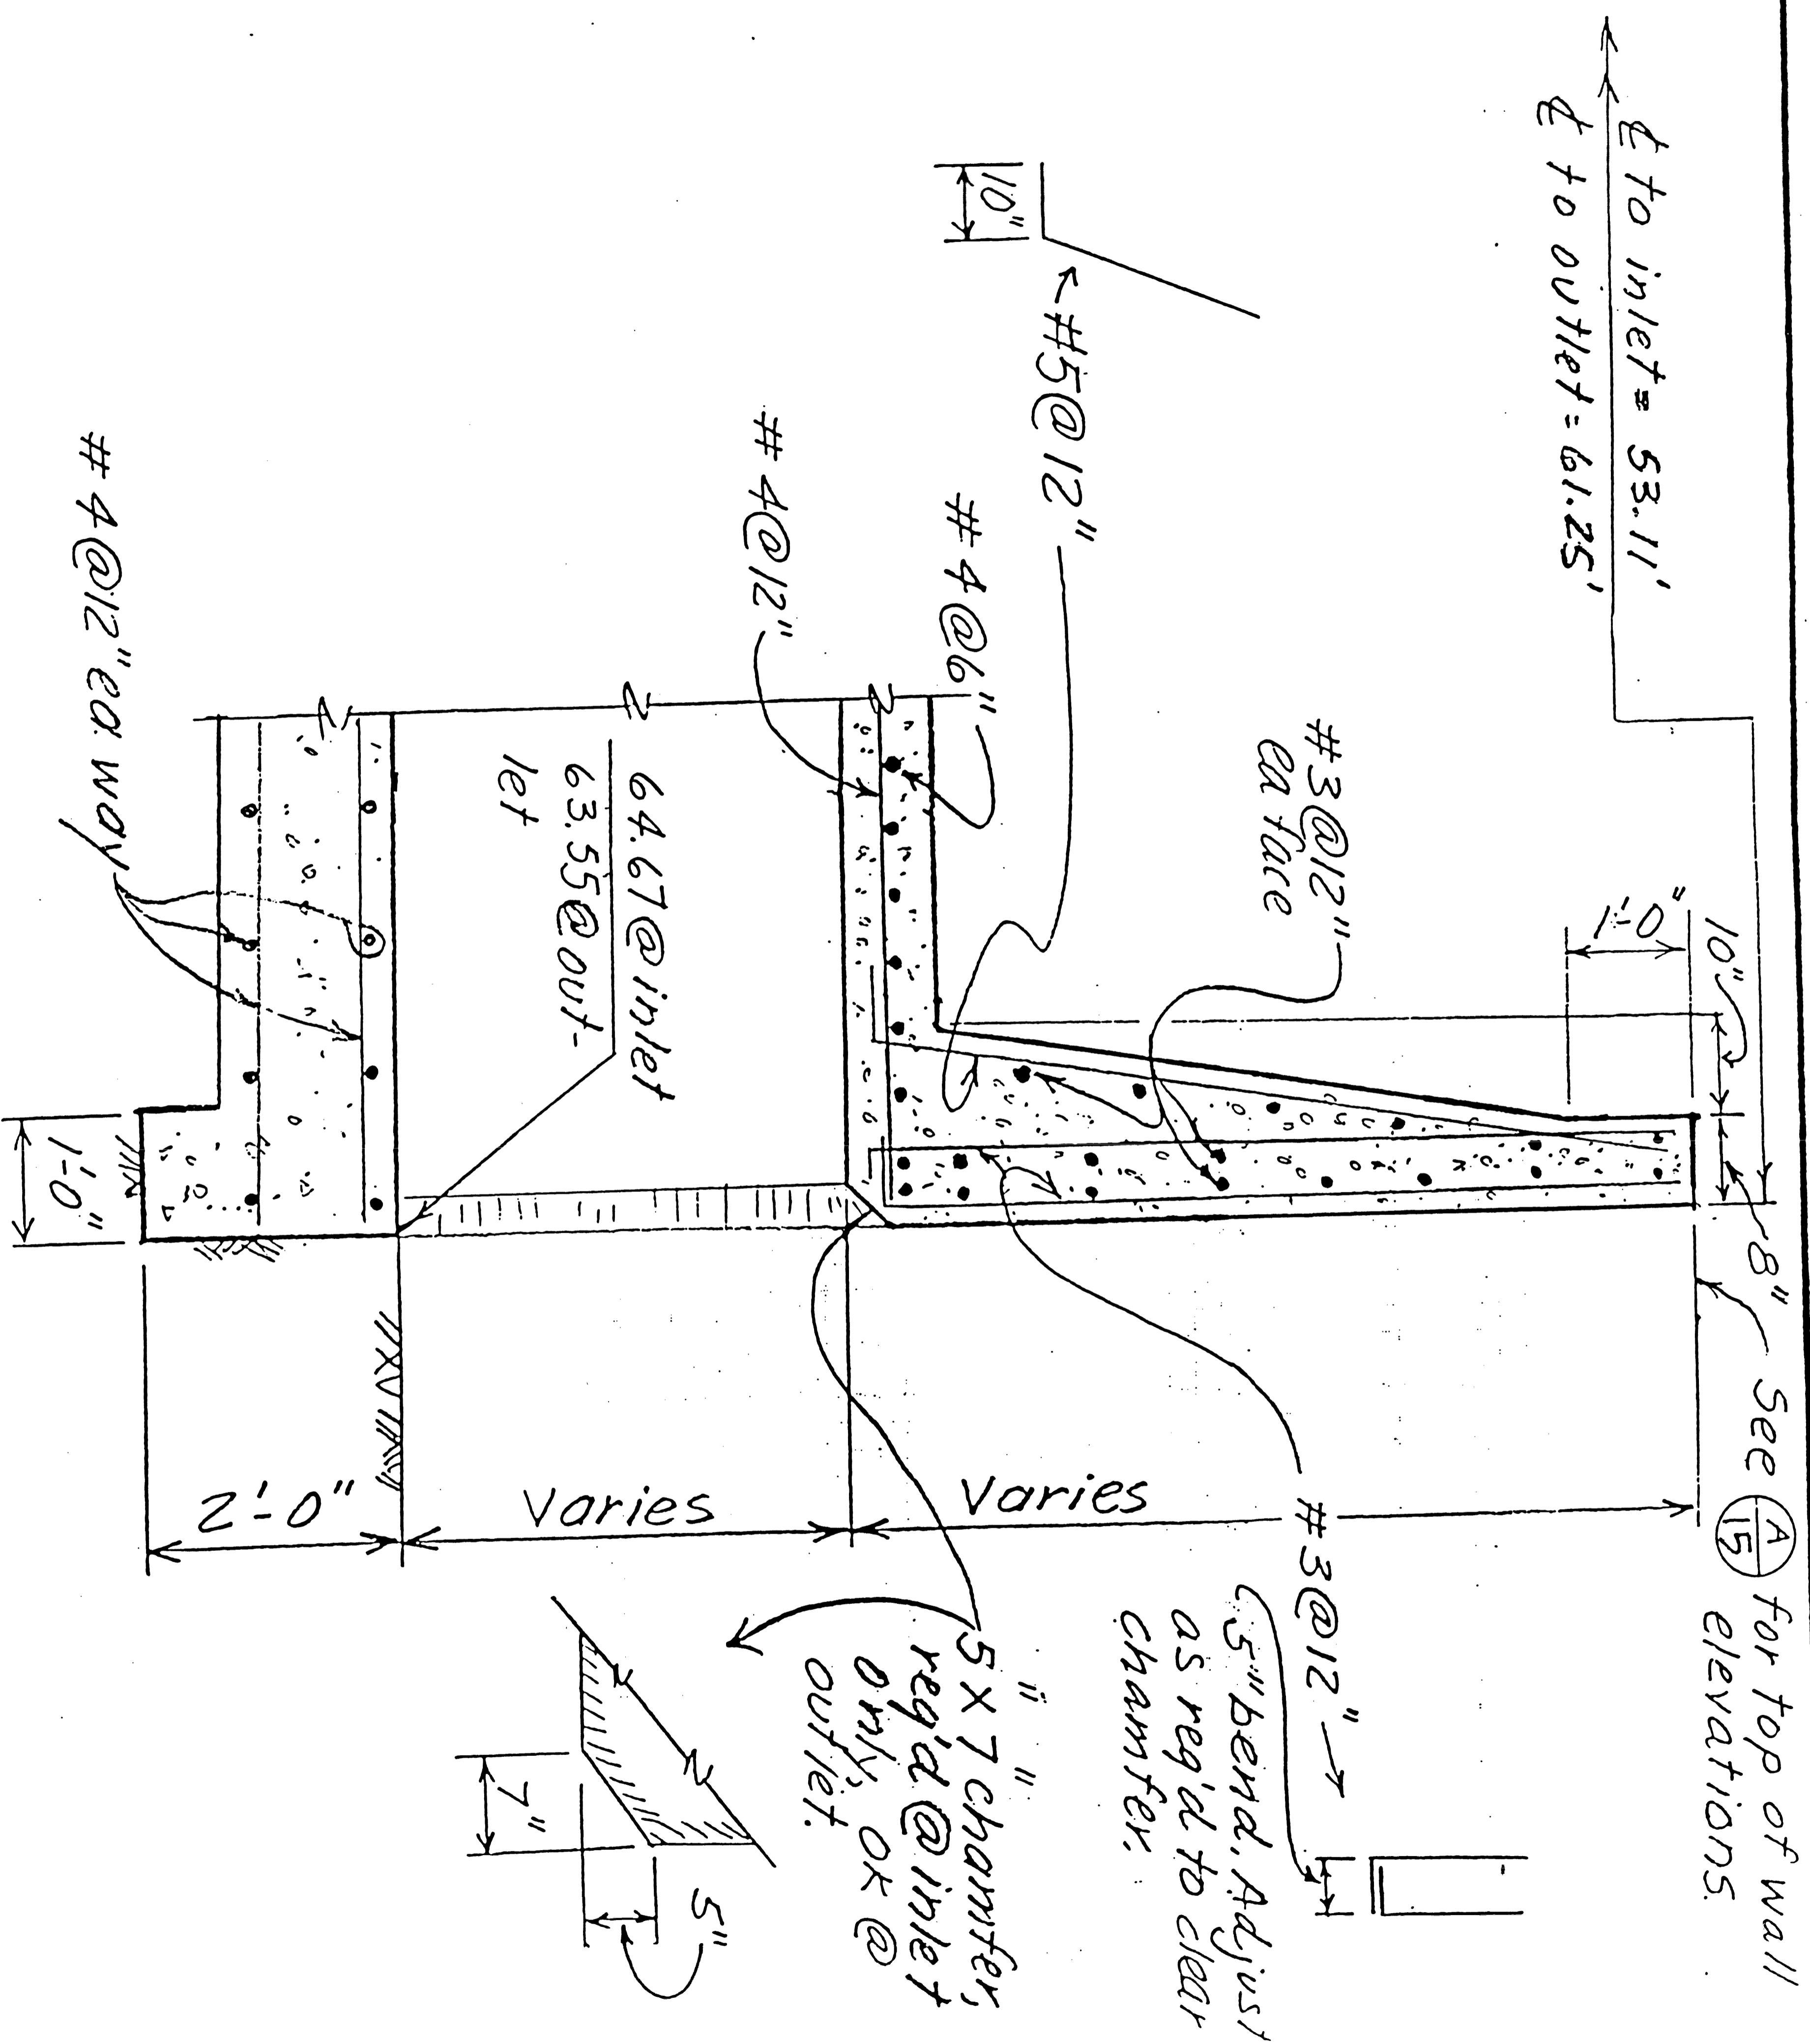 ℄ to inlet = 53.11'
℄ to outlet = 61.25'
10"
8"
See A/15 for top of wall
elevations.
1'-0"
10"
#5@12"
#3@12"
ea face
#4@6"
#4@12"
#3@12"
5" bend. Adjust
as req'd to clear
chamfer.
Varies
Varies
2'-0"
64.67@inlet
63.55@out-
let
5"x7" chamfer,
req'd @ inlet
only, OK @
outlet.
7"
5"
#4@12" ea way
1'-0"